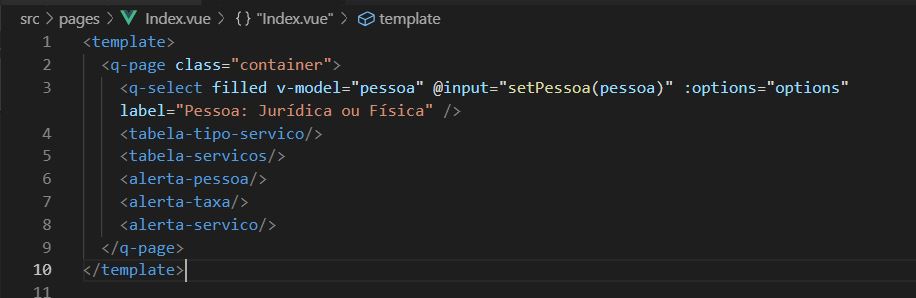 src > pages > Index.vue > {} "Index.vue" > template
1 <template>
2 <q-page class="container">
3 <q-select filled v-model="pessoa" @input="setPessoa(pessoa)" :options="options"
label="Pessoa: Jurídica ou Física" />
4 <tabela-tipo-servico/>
5 <tabela-servicos/>
6 <alerta-pessoa/>
7 <alerta-taxa/>
8 <alerta-servico/>
9 </q-page>
10 </template>
11